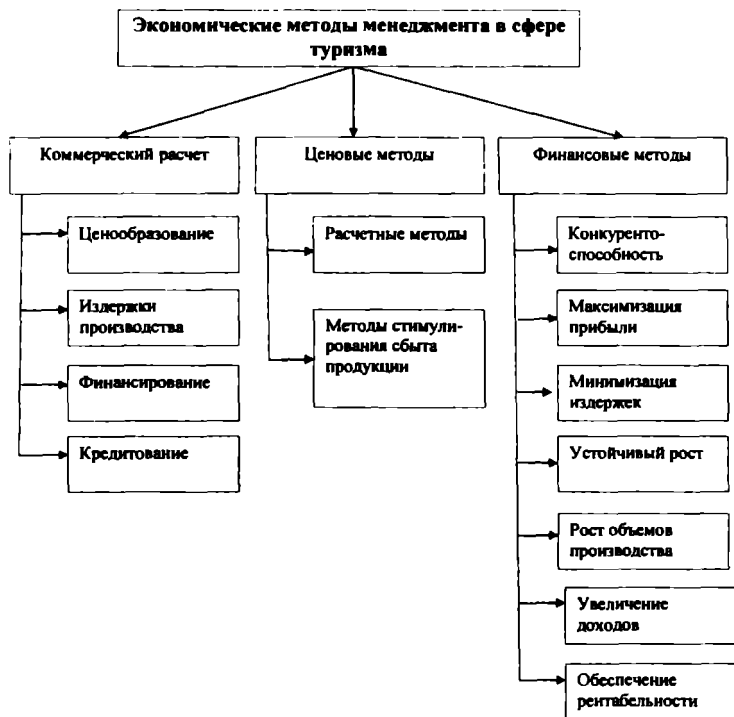 Экономические методы менеджмента в сфере
туризма
Коммерческий расчет
Ценовые методы
Финансовые методы
Ценообразование
Издержки
производства
Финансирование
Кредитование
Расчетные методы
Методы стимули-
рования сбыта
продукции
Конкуренто-
способность
Максимизация
прибыли
Минимизация
издержек
Устойчивый рост
Рост объемов
производства
Увеличение
доходов
Обеспечение
рентабельности